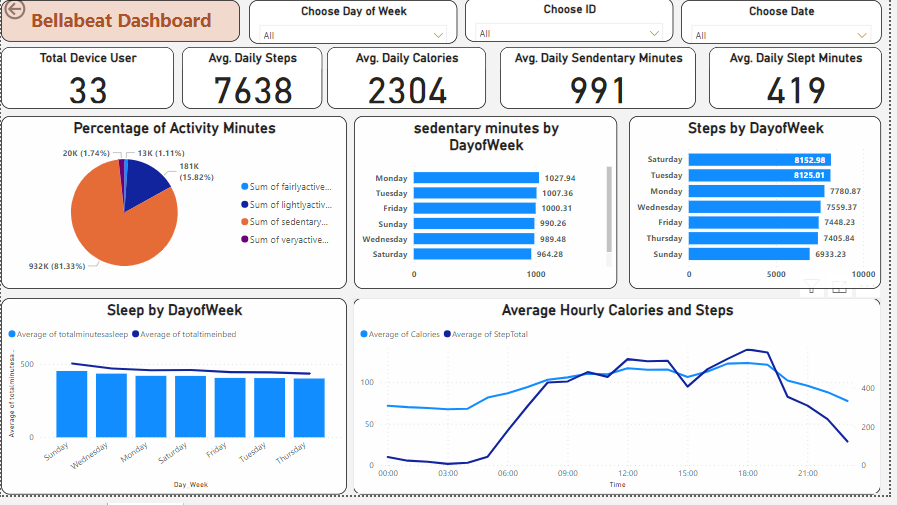 Bellabeat Dashboard
Choose Day of Week
All
Choose ID
All
Choose Date
All
Total Device User
33
Avg. Daily Steps
7638
Avg. Daily Calories
2304
Avg. Daily Sendentary Minutes
991
Avg. Daily Slept Minutes
419
Percentage of Activity Minutes
20K (1.74%)
13K (1.11%)
181K
(15.82%)
932K (81.33%)
Sum of fairlyactive...
Sum of lightlyactiv...
Sum of sedentary...
Sum of veryactive...
sedentary minutes by
DayofWeek
Monday 1027.94
Tuesday 1007.36
Friday 1000.31
Sunday 990.26
Wednesday 989.48
Saturday 964.28
0 1000
Steps by DayofWeek
Saturday 8152.98
Tuesday 8125.01
Monday 7780.87
Wednesday 7559.37
Friday 7448.23
Thursday 7405.84
Sunday 6933.23
0 5000 10000
Sleep by DayofWeek
Average of totalminutesasleep Average of totaltimeinbed
Average of totalminutesa...
500
0
Sunday Wednesday Monday Saturday Friday Tuesday Thursday
Day_Week
Average Hourly Calories and Steps
Average of Calories Average of StepTotal
100
50
0
400
200
0
00:00 03:00 06:00 09:00 12:00 15:00 18:00 21:00
Time